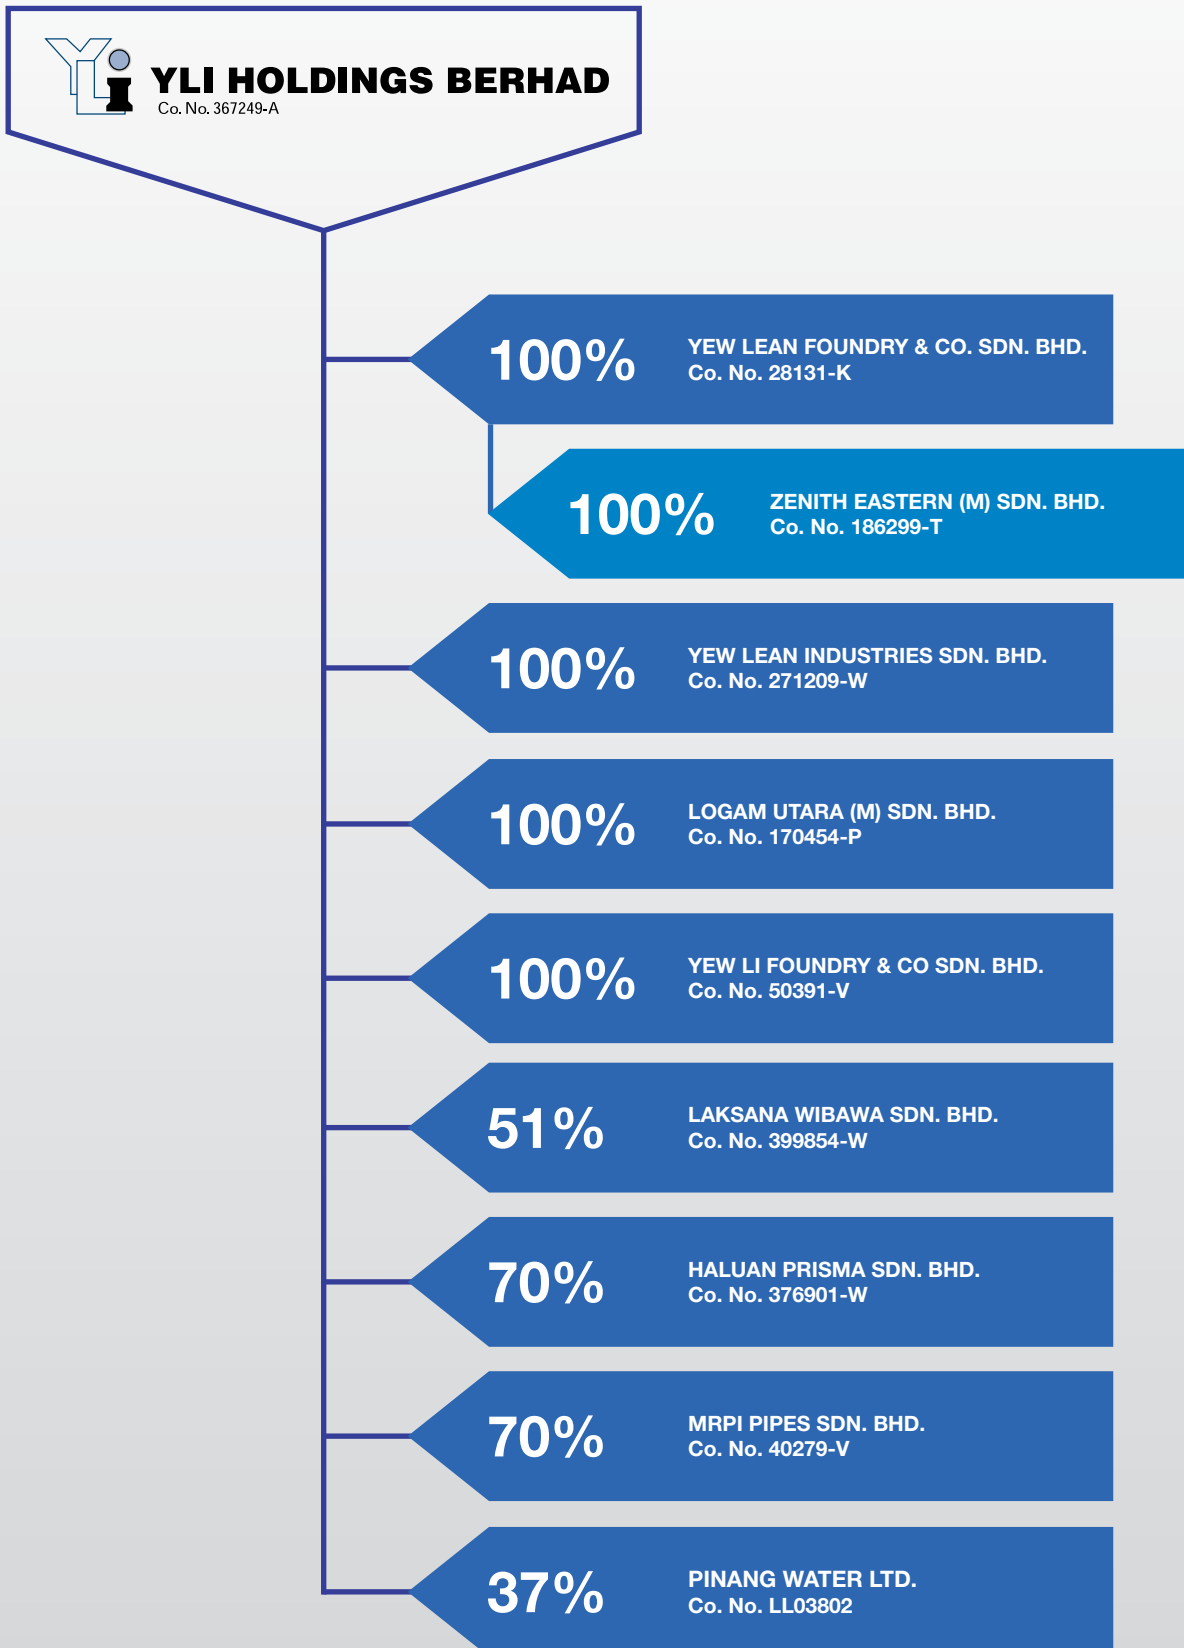 YLi
YLI HOLDINGS BERHAD
Co. No. 367249-A
100%
YEW LEAN FOUNDRY & CO. SDN. BHD.
Co. No. 28131-K
100%
ZENITH EASTERN (M) SDN. BHD.
Co. No. 186299-T
100%
YEW LEAN INDUSTRIES SDN. BHD.
Co. No. 271209-W
100%
LOGAM UTARA (M) SDN. BHD.
Co. No. 170454-P
100%
YEW LI FOUNDRY & CO SDN. BHD.
Co. No. 50391-V
51%
LAKSANA WIBAWA SDN. BHD.
Co. No. 399854-W
70%
HALUAN PRISMA SDN. BHD.
Co. No. 376901-W
70%
MRPI PIPES SDN. BHD.
Co. No. 40279-V
37%
PINANG WATER LTD.
Co. No. LL03802